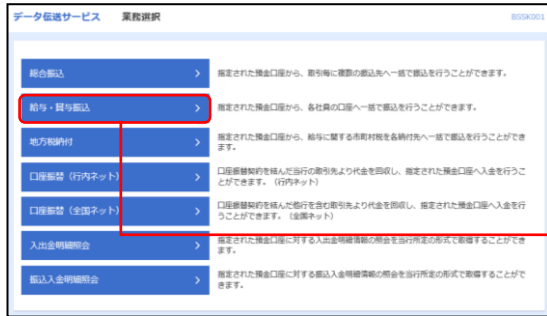 データ伝送サービス　業務選択
BSSK001
総合振込
指定された預金口座から、取引毎に複数の振込先へ一括で振込を行うことができます。
給与・賞与振込
指定された預金口座から、各社員の口座へ一括で振込を行うことができます。
地方税納付
指定された預金口座から、給与に関する市町村税を各納付先へ一括で振込を行うことができ
ます。
口座振替（行内ネット）
口座振替契約を結んだ当行の取引先より代金を回収し、指定された預金口座へ入金を行うこ
とができます。（行内ネット）
口座振替（全国ネット）
口座振替契約を結んだ他行を含む取引先より代金を回収し、指定された預金口座へ入金を行
うことができます。（全国ネット）
入出金明細照会
指定された預金口座に対する入出金明細情報の照会を当行所定の形式で取得することができ
ます。
振込入金明細照会
指定された預金口座に対する振込入金明細情報の照会を当行所定の形式で取得することがで
きます。